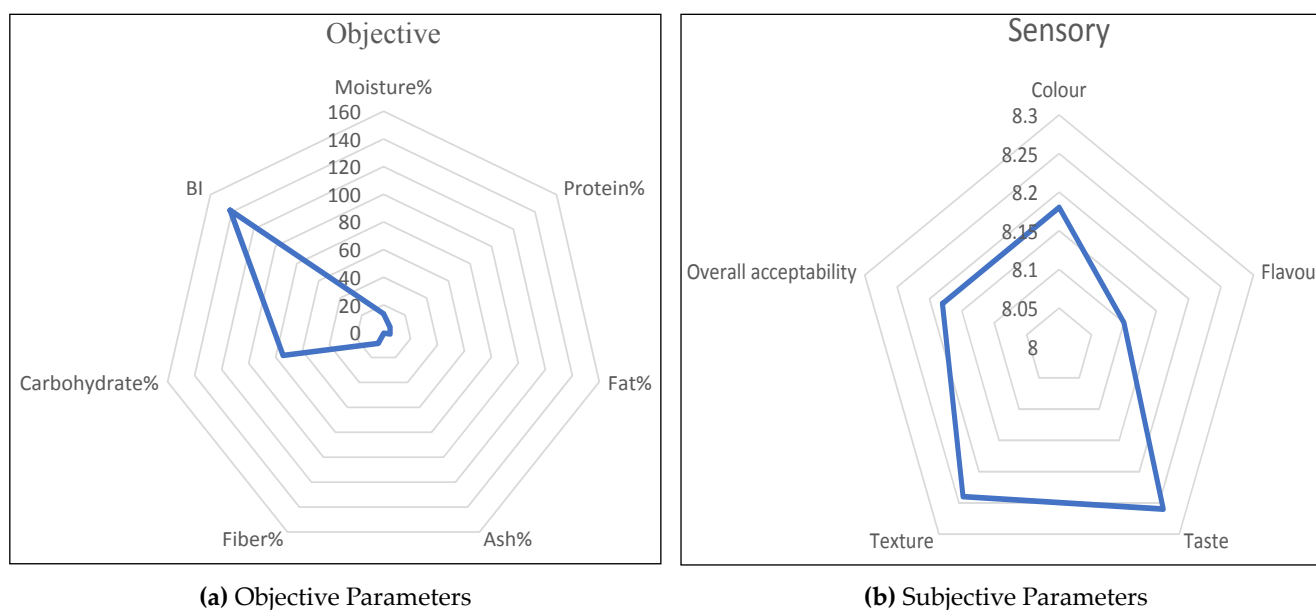 Objective
Moisture%
160
140
120
100
80
60
40
20
0
BI
Protein%
Carbohydrate%
Fat%
Fiber%
Ash%
(a) Objective Parameters
Sensory
Colour
8.3
8.25
8.2
8.15
8.1
8.05
8
Overall acceptability
Flavou
Texture
Taste
(b) Subjective Parameters